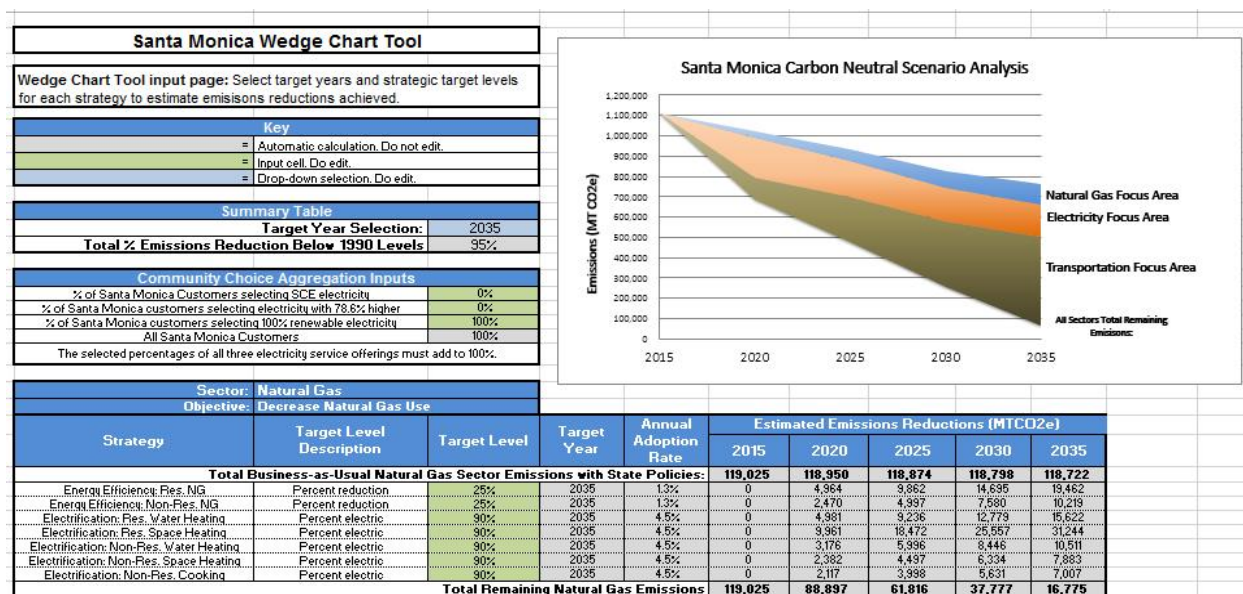 Santa Monica Wedge Chart Tool
Wedge Chart Tool input page: Select target years and strategic target levels
for each strategy to estimate emisisons reductions achieved.
Key
= Automatic calculation. Do not edit.
= Input cell. Do edit.
= Drop-down selection. Do edit.
Summary Table
Target Year Selection: 2035
Total % Emissions Reduction Below 1990 Levels 95%
Community Choice Aggregation Inputs
% of Santa Monica Customers selecting SCE electricity 0%
% of Santa Monica customers selecting electricity with 78.6% higher 0%
% of Santa Monica customers selecting 100% renewable electricity 100%
All Santa Monica Customers 100%
The selected percentages of all three electricity service offerings must add to 100%.
Santa Monica Carbon Neutral Scenario Analysis
Emissions (MT CO2e)
1,200,000
1,100,000
1,000,000
900,000
800,000
700,000
600,000
500,000
400,000
300,000
200,000
100,000
0
2015 2020 2025 2030 2035
Natural Gas Focus Area
Electricity Focus Area
Transportation Focus Area
All Sectors Total Remaining
Emisisons:
Sector: Natural Gas
Objective: Decrease Natural Gas Use
Strategy Target Level Description Target Level Target Year Annual Adoption Rate Estimated Emissions Reductions (MTCO2e)
2015 2020 2025 2030 2035
Total Business-as-Usual Natural Gas Sector Emissions with State Policies: 119,025 118,950 118,874 118,798 118,722
Energy Efficiency: Res. NG Percent reduction 25% 2035 1.3% 0 4,964 9,862 14,695 19,462
Energy Efficiency: Non-Res. NG Percent reduction 25% 2035 1.3% 0 2,470 4,997 7,580 10,219
Electrification: Res. Water Heating Percent electric 90% 2035 4.5% 0 4,981 9,236 12,779 15,622
Electrification: Res. Space Heating Percent electric 90% 2035 4.5% 0 9,961 18,472 25,557 31,244
Electrification: Non-Res. Water Heating Percent electric 90% 2035 4.5% 0 3,176 5,996 8,446 10,511
Electrification: Non-Res. Space Heating Percent electric 90% 2035 4.5% 0 2,382 4,497 6,334 7,883
Electrification: Non-Res. Cooking Percent electric 90% 2035 4.5% 0 2,117 3,998 5,631 7,007
Total Remaining Natural Gas Emissions 119,025 88,897 61,816 37,777 16,775